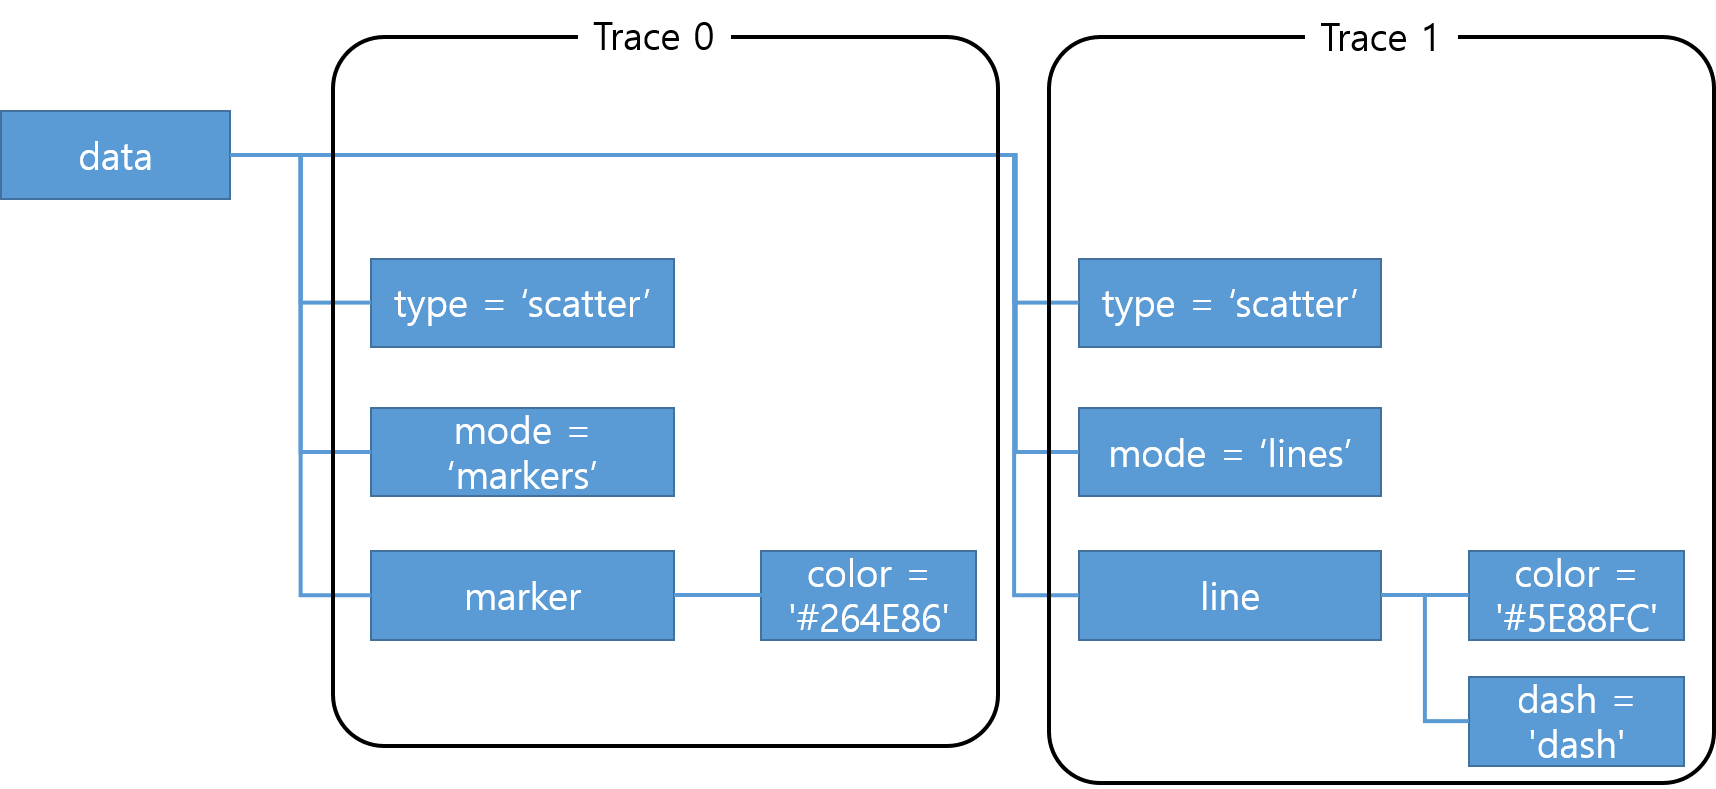 Trace 0
Trace 1
data
type = ‘scatter’
type = ‘scatter’
mode =
‘markers’
mode = ‘lines’
marker
color =
'#264E86'
line
color =
'#5E88FC'
dash =
'dash'